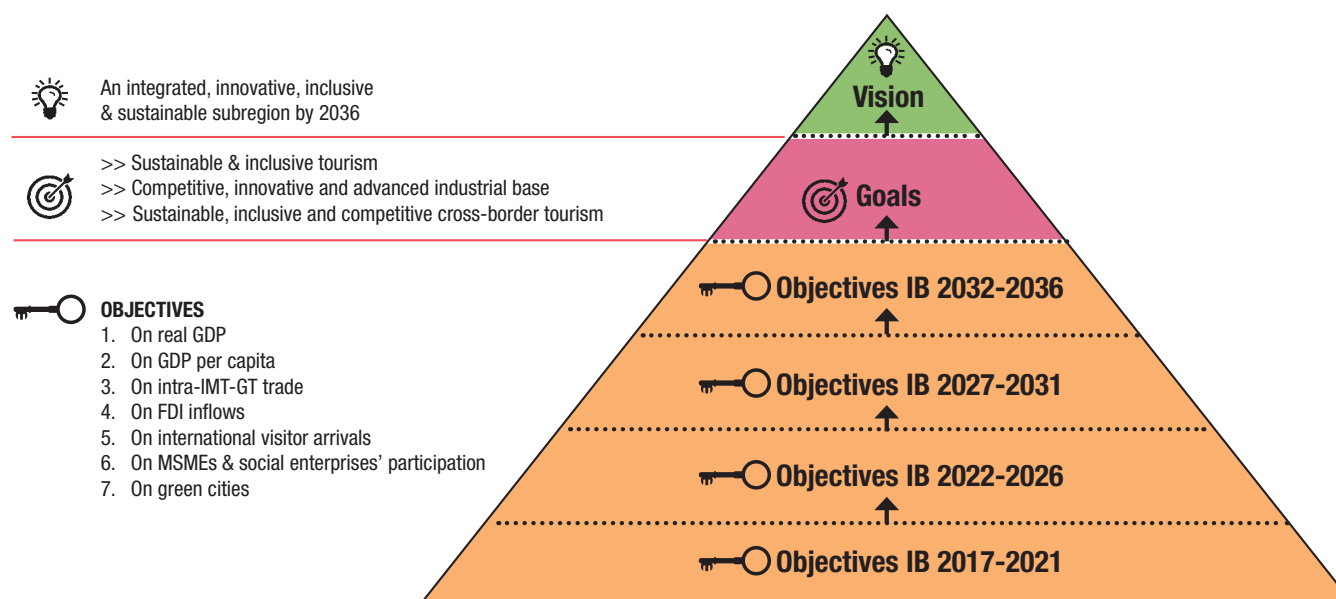 An integrated, innovative, inclusive
& sustainable subregion by 2036
>> Sustainable & inclusive tourism
>> Competitive, innovative and advanced industrial base
>> Sustainable, inclusive and competitive cross-border tourism
OBJECTIVES
1. On real GDP
2. On GDP per capita
3. On intra-IMT-GT trade
4. On FDI inflows
5. On international visitor arrivals
6. On MSMEs & social enterprises’ participation
7. On green cities
Vision
Goals
Objectives IB 2032-2036
Objectives IB 2027-2031
Objectives IB 2022-2026
Objectives IB 2017-2021